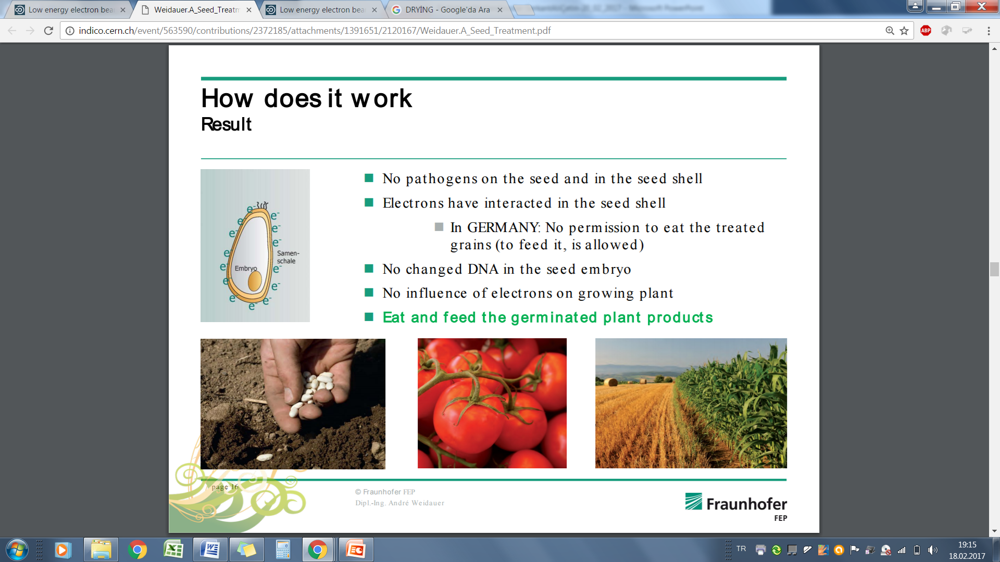 Low energy electron bea
Weidauer.A_Seed_Treatm
Low energy electron bea
DRYİNG - Google'da Ara
Microsoft PowerPoint
indico.cern.ch/event/563590/contributions/2372185/attachments/1391651/2120167/Weidauer.A_Seed_Treatment.pdf
ABP
How does it work
Result
No pathogens on the seed and in the seed shell
Electrons have interacted in the seed shell
In GERMANY: No permission to eat the treated
grains (to feed it, is allowed)
No changed DNA in the seed embryo
No influence of electrons on growing plant
Eat and feed the germinated plant products
e-
e-
e
e-
e
e-
e
Samen-
schale
e
Embryo
e-
e
e-
e
e-
e-
page 16
© Fraunhofer FEP
Dipl.-Ing. André Weidauer
Fraunhofer
FEP
TR
19:15
18.02.2017